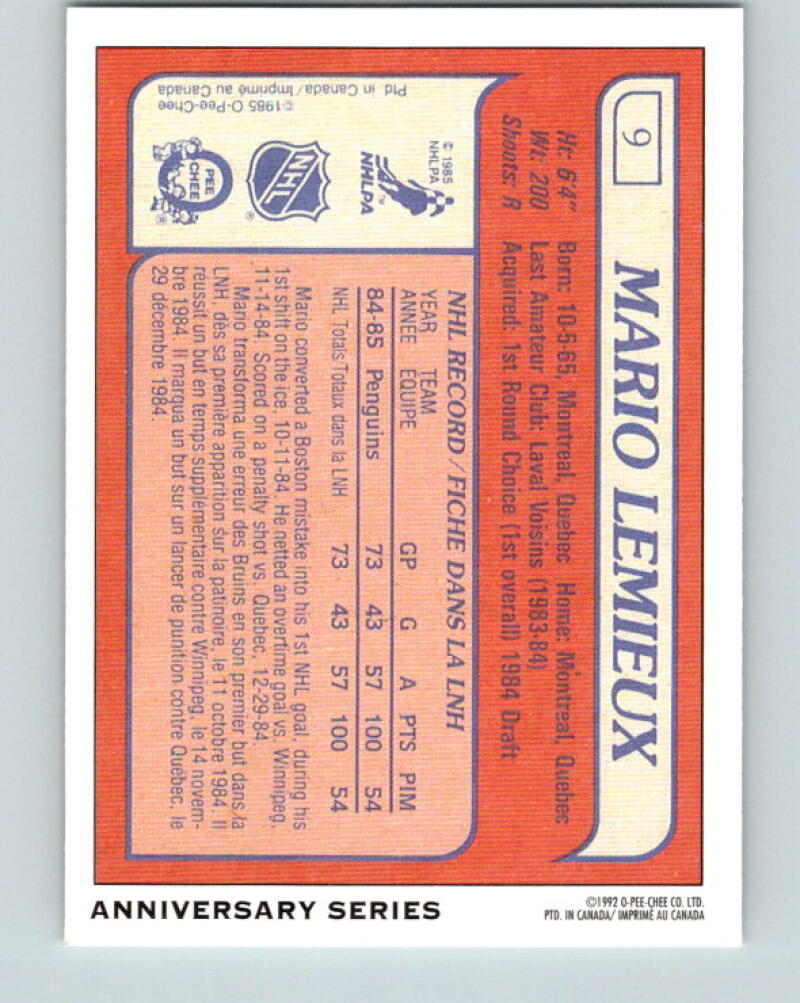 9
MARIO LEMIEUX
Ht: 6'4" Born: 10-5-65, Montreal, Quebec Home: Montreal, Quebec
Wt: 200 Last Amateur Club: Laval Voisins (1983-84)
Shoots: R Acquired: 1st Round Choice (1st overall) 1984 Draft
NHL RECORD/FICHE DANS LA LNH
YEAR TEAM
ANNÉE ÉQUIPE GP G A PTS PIM
84-85 Penguins 73 43 57 100 54
NHL Totals/Totaux dans la LNH 73 43 57 100 54
Mario converted a Boston mistake into his 1st NHL goal, during his
1st shift on the ice, 10-11-84. He netted an overtime goal vs. Winnipeg,
11-14-84. Scored on a penalty shot vs. Quebec, 12-29-84.
Mario transforma une erreur des Bruins en son premier but dans la
LNH, dès sa première apparition sur la patinoire, le 11 octobre 1984. Il
réussit un but en temps supplémentaire contre Winnipeg, le 14 novem-
bre 1984. Il marqua un but sur un lancer de punition contre Québec, le
29 décembre 1984.
© 1985
NHLPA
NHLPA
™
NHL
®
PEE
CHEE
®
©1985 O-Pee-Chee
Ptd. in Canada/Imprimé au Canada
ANNIVERSARY SERIES
©1992 O-PEE-CHEE CO. LTD.
PTD. IN CANADA/ IMPRIMÉ AU CANADA